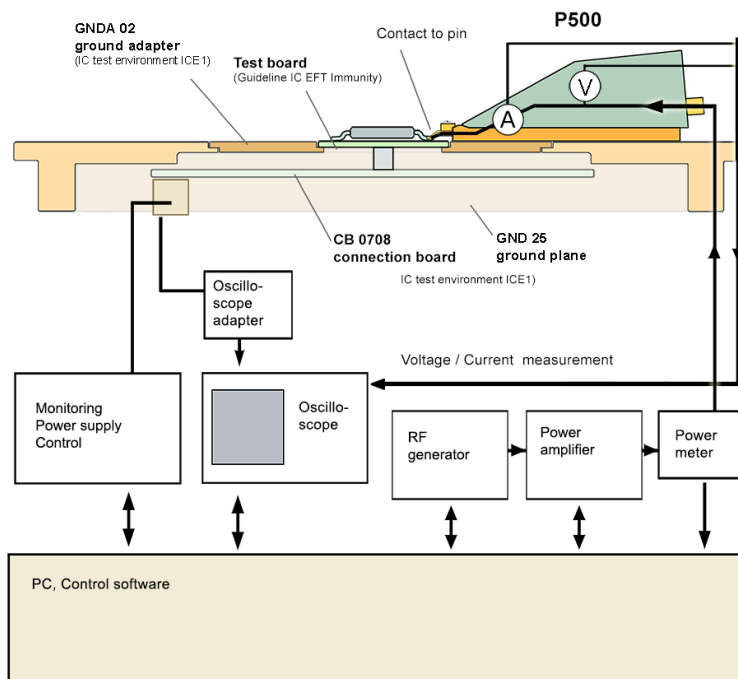 P500
GNDA 02
ground adapter
(IC test environment ICE1)
Test board
(Guideline IC EFT Immunity)
Contact to pin
A
V
CB 0708
connection board
GND 25
ground plane
IC test environment ICE1)
Oscillo-
scope
adapter
Voltage / Current measurement
Monitoring
Power supply
Control
Oscillo-
scope
RF
generator
Power
amplifier
Power
meter
PC, Control software